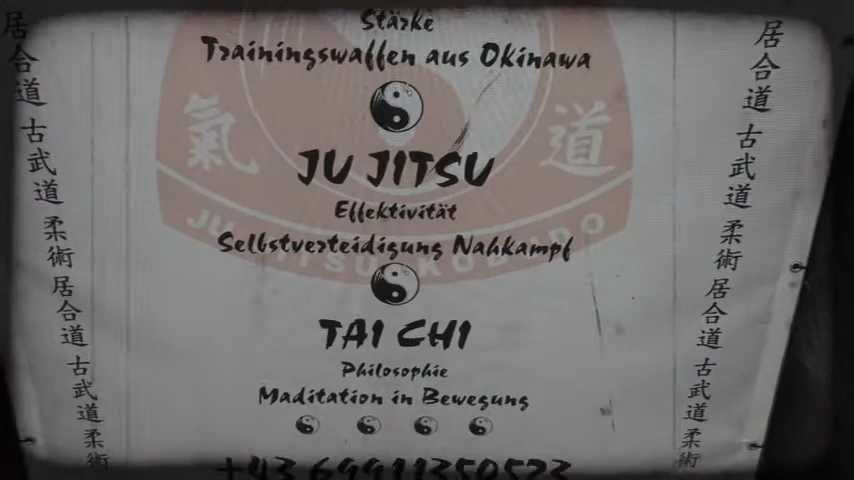 Stärke
Trainingswaffen aus Okinawa
氣 道
JU JITSU
Effektivität
Selbstverteidigung Nahkampf
TAI CHI
Philosophie
Maditation in Bewegung
+43 69911350523
居合道 古武道 柔術 居合道 古武道 柔術
居合道 古武道 柔術 居合道 古武道 柔術